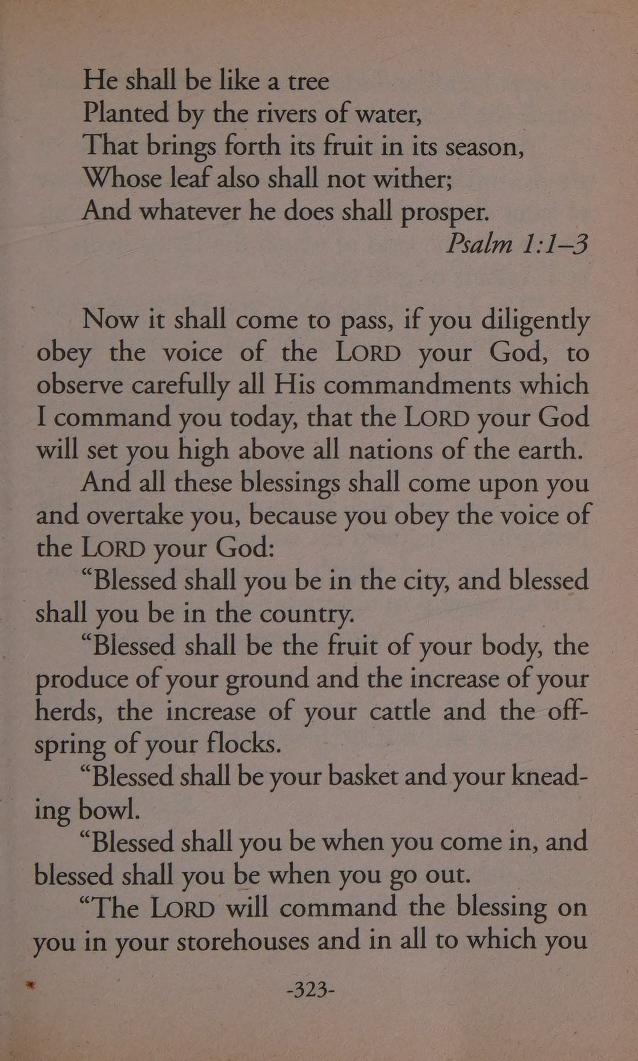 He shall be like a tree
Planted by the rivers of water,
That brings forth its fruit in its season,
Whose leaf also shall not wither;
And whatever he does shall prosper.
Psalm 1:1–3
Now it shall come to pass, if you diligently
obey the voice of the LORD your God, to
observe carefully all His commandments which
I command you today, that the LORD your God
will set you high above all nations of the earth.
And all these blessings shall come upon you
and overtake you, because you obey the voice of
the LORD your God:
“Blessed shall you be in the city, and blessed
shall you be in the country.
“Blessed shall be the fruit of your body, the
produce of your ground and the increase of your
herds, the increase of your cattle and the off-
spring of your flocks.
“Blessed shall be your basket and your knead-
ing bowl.
“Blessed shall you be when you come in, and
blessed shall you be when you go out.
“The LORD will command the blessing on
you in your storehouses and in all to which you
-323-